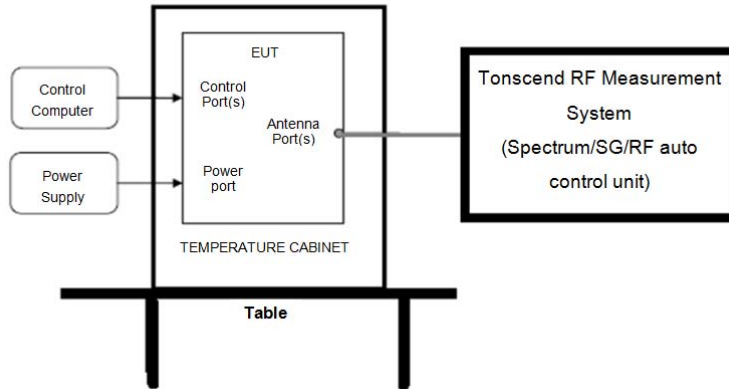 EUT
Control
Computer
Control
Port(s)
Antenna
Port(s)
Power
Supply
Power
port
TEMPERATURE CABINET
Table
Tonscend RF Measurement
System
(Spectrum/SG/RF auto
control unit)